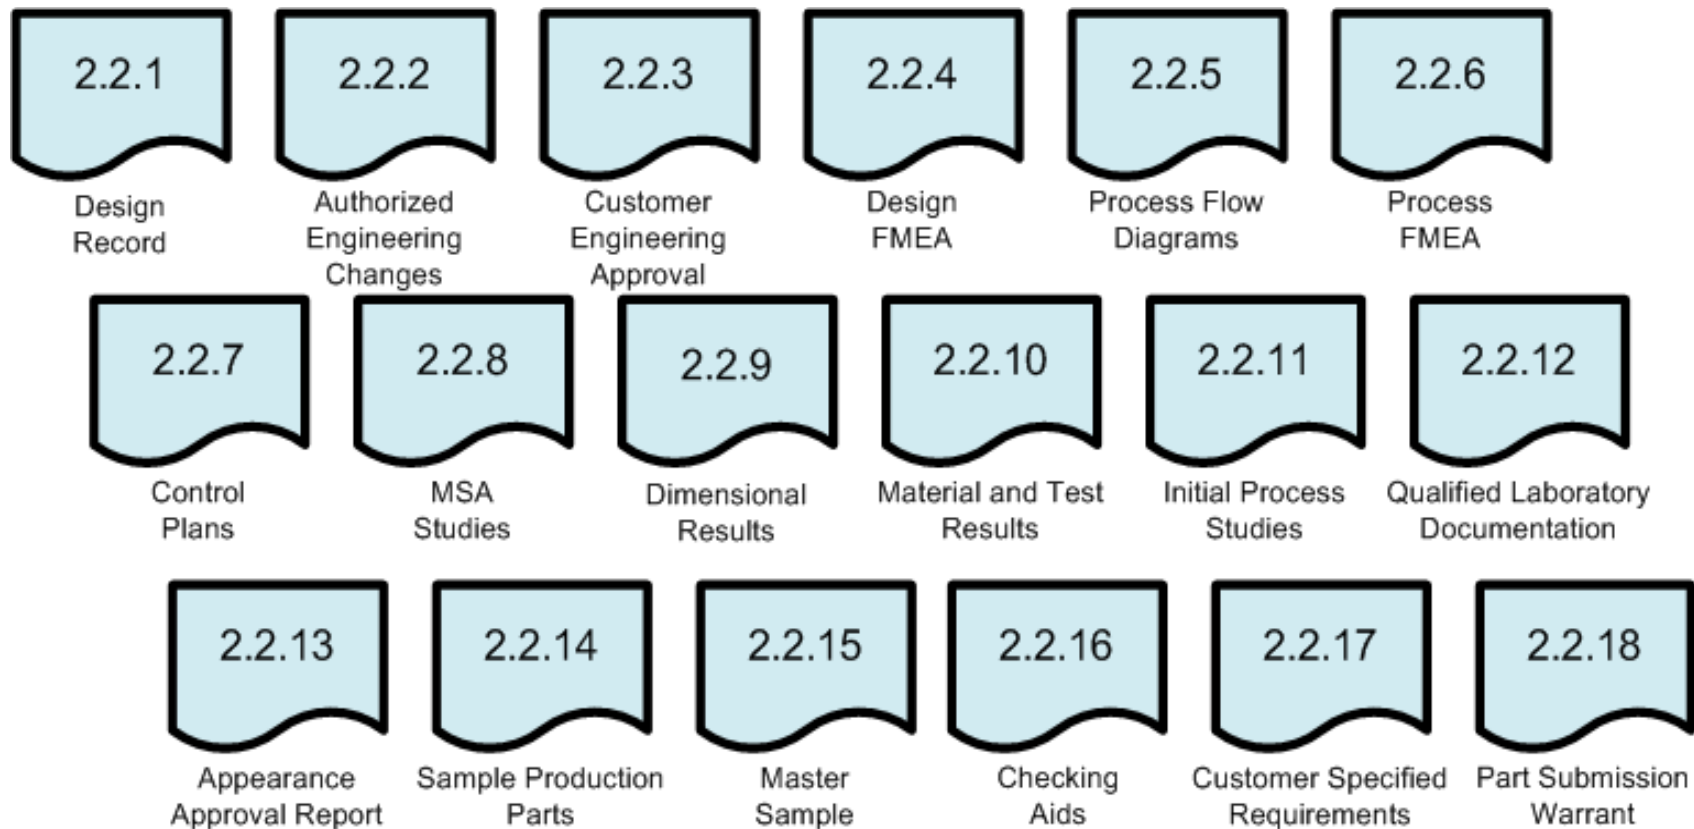 2.2.1
2.2.2
2.2.3
2.2.4
2.2.5
2.2.6
Design
Record
Authorized
Engineering
Changes
Customer
Engineering
Approval
Design
FMEA
Process Flow
Diagrams
Process
FMEA
2.2.7
2.2.8
2.2.9
2.2.10
2.2.11
2.2.12
Control
Plans
MSA
Studies
Dimensional
Results
Material and Test
Results
Initial Process
Studies
Qualified Laboratory
Documentation
2.2.13
2.2.14
2.2.15
2.2.16
2.2.17
2.2.18
Appearance
Approval Report
Sample Production
Parts
Master
Sample
Checking
Aids
Customer Specified
Requirements
Part Submission
Warrant